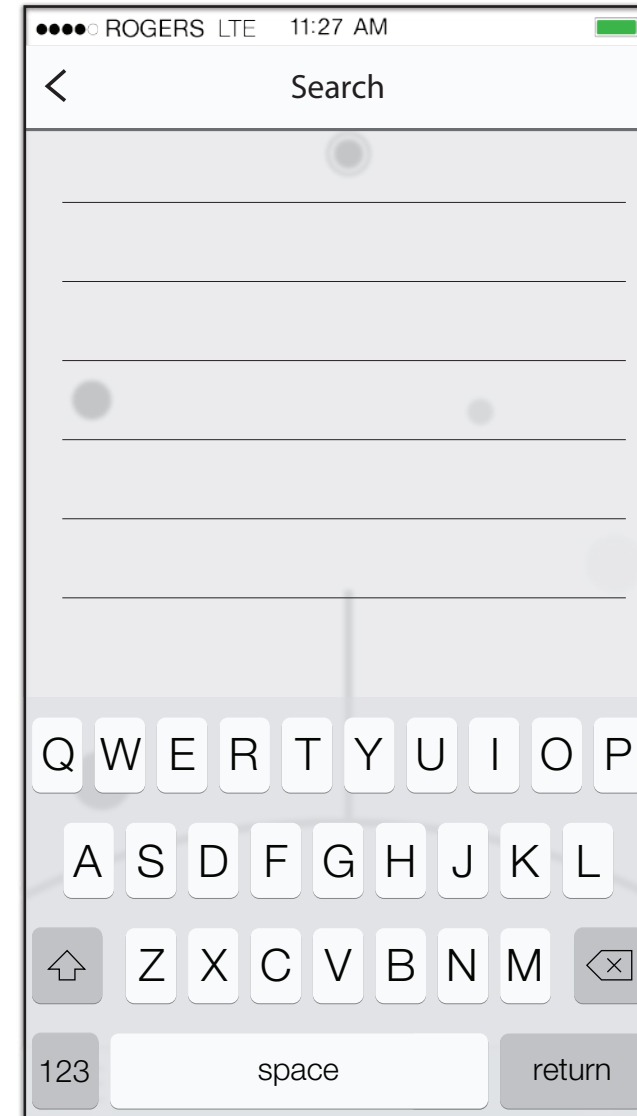 ROGERS LTE 11:27 AM
Search
Q W E R T Y U I O P
A S D F G H J K L
Z X C V B N M
123 space return